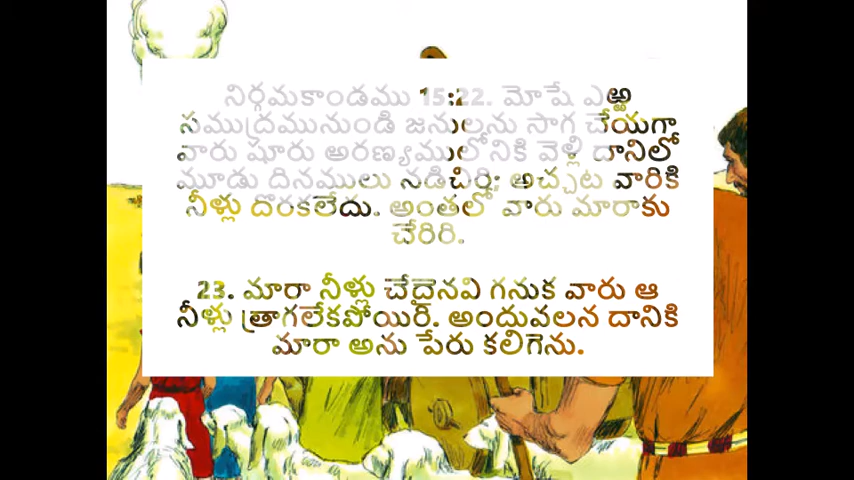 నిర్గమకాండము 15:22. మోషే ఎఱ్ఱ
సముద్రమునుండి జనులను సాగ చేయగా
వారు షూరు అరణ్యములోనికి వెళ్లి దానిలో
మూడు దినములు నడిచిరి; అచ్చట వారికి
నీళ్లు దొరకలేదు. అంతలో వారు మారాకు
చేరిరి.
23. మారా నీళ్లు చేదైనవి గనుక వారు ఆ
నీళ్లు త్రాగలేకపోయిరి. అందువలన దానికి
మారా అను పేరు కలిగెను.